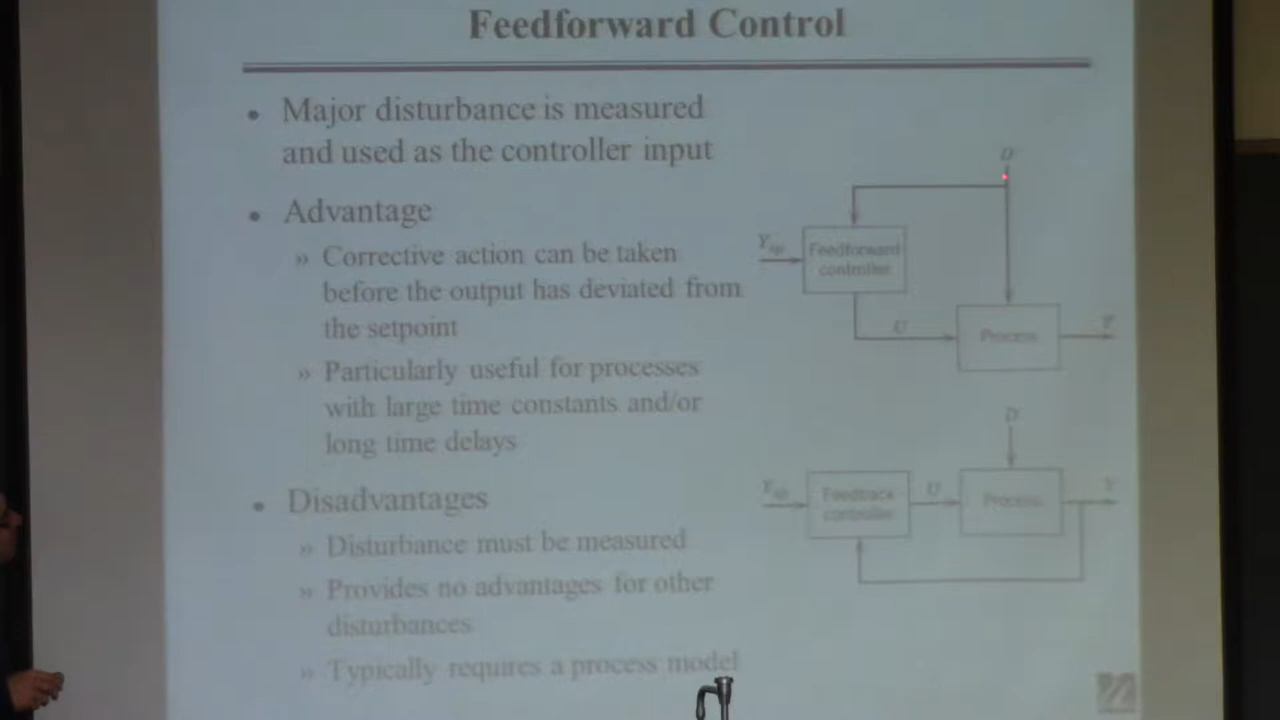 Feedforward Control
• Major disturbance is measured
and used as the controller input
• Advantage
» Corrective action can be taken
before the output has deviated from
the setpoint
» Particularly useful for processes
with large time constants and/or
long time delays
• Disadvantages
» Disturbance must be measured
» Provides no advantages for other
disturbances
» Typically requires a process model
D
Ysp
Feedforward
controller
U
Process
Y
D
Ysp
Feedback
controller
U
Process
Y